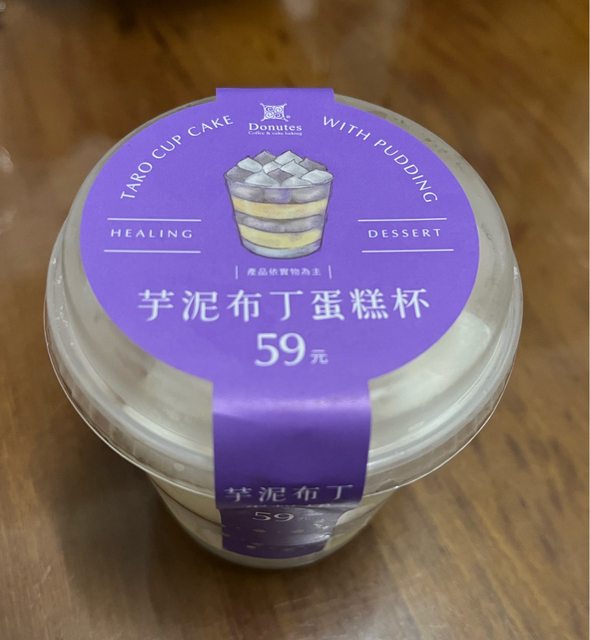 Donutes
Coffee & cake baking
TARO CUP CAKE WITH PUDDING
HEALING DESSERT
產品依實物為主
芋泥布丁蛋糕杯
59元
芋泥布丁
59